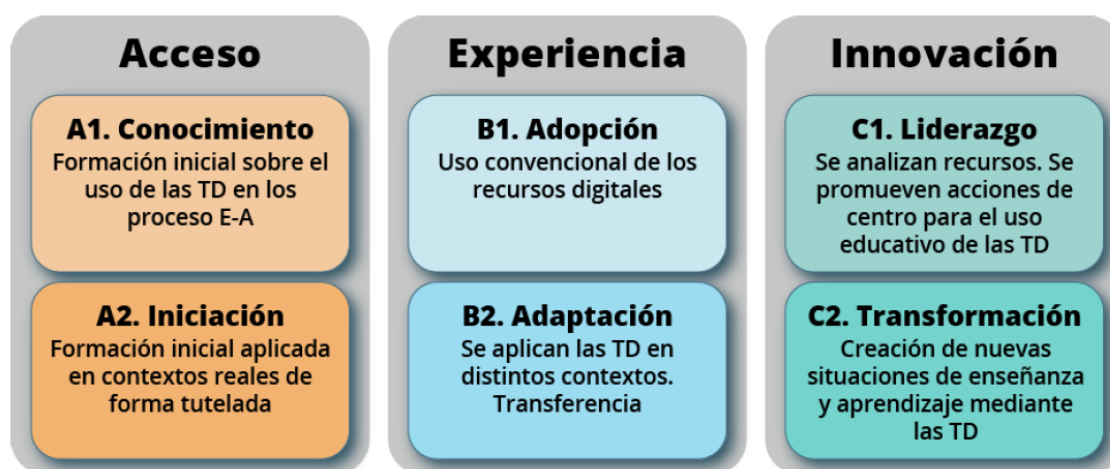 Acceso
A1. Conocimiento
Formación inicial sobre el
uso de las TD en los
proceso E-A
A2. Iniciación
Formación inicial aplicada
en contextos reales de
forma tutelada
Experiencia
B1. Adopción
Uso convencional de los
recursos digitales
B2. Adaptación
Se aplican las TD en
distintos contextos.
Transferencia
Innovación
C1. Liderazgo
Se analizan recursos. Se
promueven acciones de
centro para el uso
educativo de las TD
C2. Transformación
Creación de nuevas
situaciones de enseñanza
y aprendizaje mediante
las TD